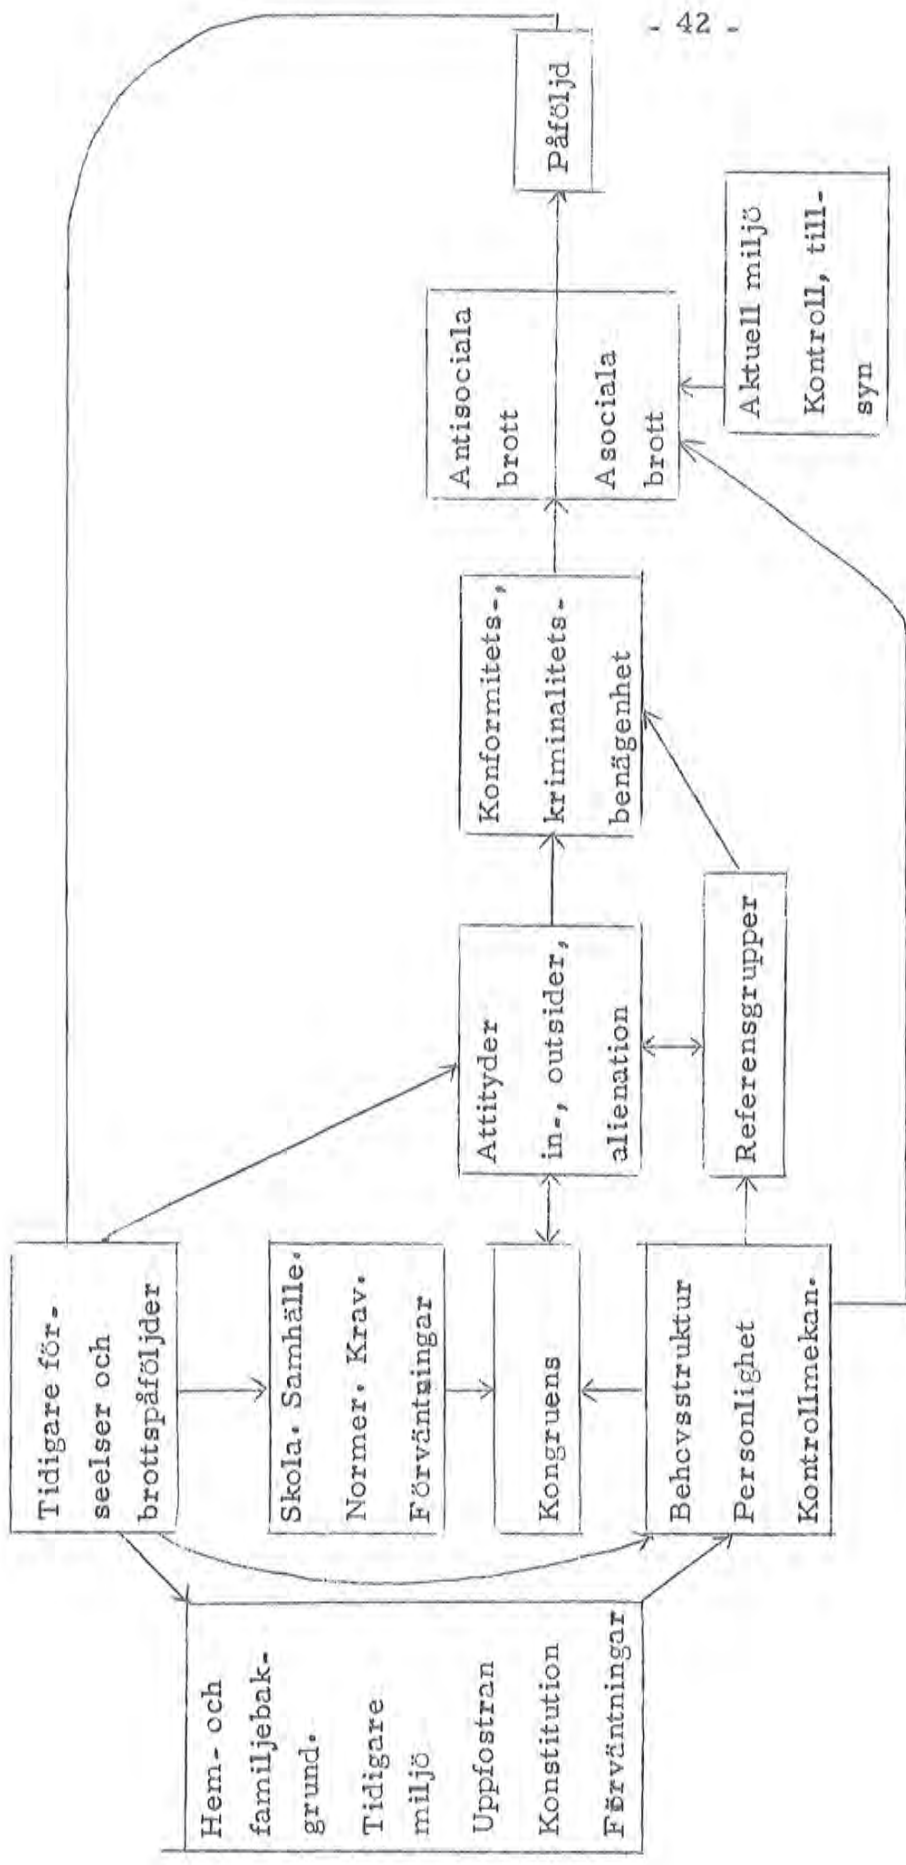 - 42 -
Hem- och
familjebak-
grund.
Tidigare
miljö
Uppfostran
Konstitution
Förväntningar
Tidigare för-
seelser och
brottspåföljder
Skola. Samhälle.
Normer. Krav.
Förväntningar
Kongruens
Behovsstruktur
Personlighet
Kontrollmekan.
Attityder
in-, outsider,
alienation
Referensgrupper
Konformitets-,
kriminalitets-
benägenhet
Antisociala
brott
Asociala
brott
Aktuell miljö
Kontroll, till-
syn
Påföljd